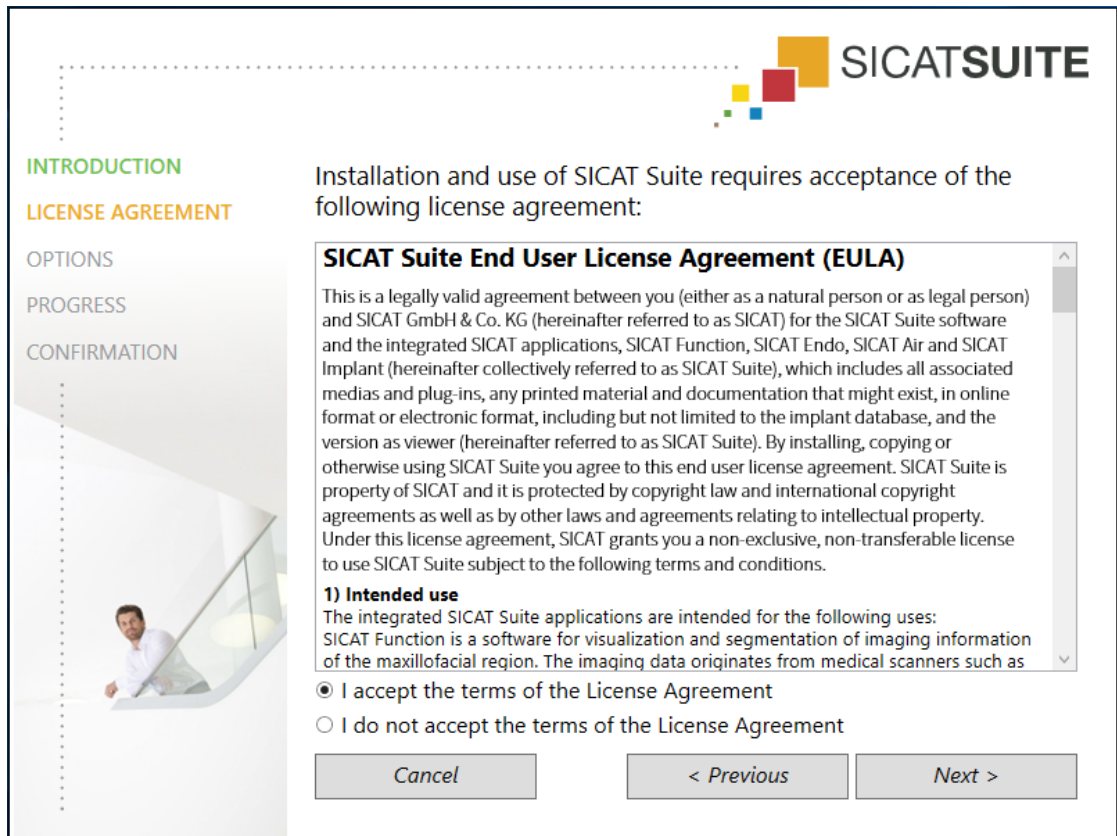 SICATSUITE
INTRODUCTION
LICENSE AGREEMENT
OPTIONS
PROGRESS
CONFIRMATION
Installation and use of SICAT Suite requires acceptance of the
following license agreement:
SICAT Suite End User License Agreement (EULA)
This is a legally valid agreement between you (either as a natural person or as legal person)
and SICAT GmbH & Co. KG (hereinafter referred to as SICAT) for the SICAT Suite software
and the integrated SICAT applications, SICAT Function, SICAT Endo, SICAT Air and SICAT
Implant (hereinafter collectively referred to as SICAT Suite), which includes all associated
medias and plug-ins, any printed material and documentation that might exist, in online
format or electronic format, including but not limited to the implant database, and the
version as viewer (hereinafter referred to as SICAT Suite). By installing, copying or
otherwise using SICAT Suite you agree to this end user license agreement. SICAT Suite is
property of SICAT and it is protected by copyright law and international copyright
agreements as well as by other laws and agreements relating to intellectual property.
Under this license agreement, SICAT grants you a non-exclusive, non-transferable license
to use SICAT Suite subject to the following terms and conditions.
1) Intended use
The integrated SICAT Suite applications are intended for the following uses:
SICAT Function is a software for visualization and segmentation of imaging information
of the maxillofacial region. The imaging data originates from medical scanners such as
I accept the terms of the License Agreement
I do not accept the terms of the License Agreement
Cancel
< Previous
Next >